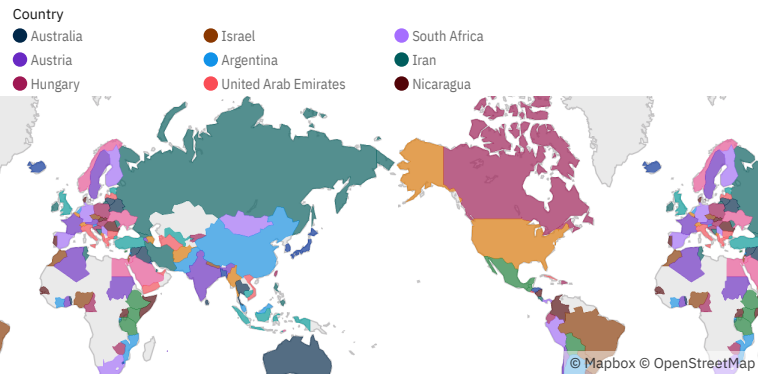 Country
Australia Israel South Africa
Austria Argentina Iran
Hungary United Arab Emirates Nicaragua
© Mapbox © OpenStreetMap